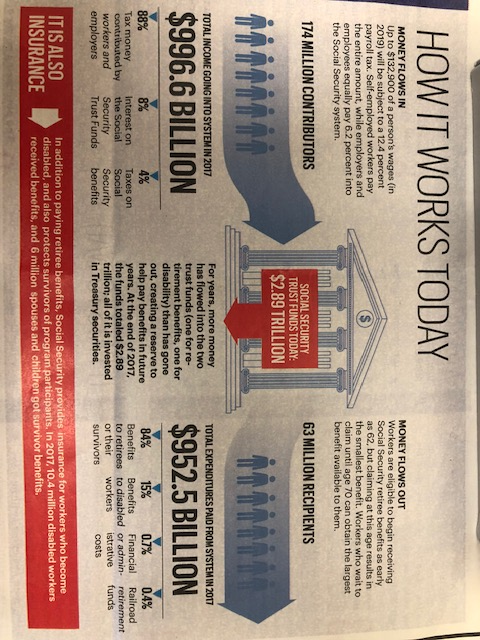 HOW IT WORKS TODAY
MONEY FLOWS IN
Up to $132,900 of a person's wages (in
2019) will be subject to a 12.4 percent
payroll tax. Self-employed workers pay
the entire amount, while employers and
employees equally pay 6.2 percent into
the Social Security system.
174 MILLION CONTRIBUTORS
TOTAL INCOME GOING INTO SYSTEM IN 2017
$996.6 BILLION
88%
Tax money
contributed by
workers and
employers
8%
Interest on
the Social
Security
Trust Funds
4%
Taxes on
Social
Security
benefits
$
SOCIAL SECURITY
TRUST FUNDS TODAY:
$2.89 TRILLION
For years, more money
has flowed into the two
trust funds (one for re-
tirement benefits, one for
disability) than has gone
out, creating a reserve to
help pay benefits in future
years. At the end of 2017,
the funds totaled $2.89
trillion; all of it is invested
in Treasury securities.
MONEY FLOWS OUT
Workers are eligible to begin receiving
Social Security retiree benefits as early
as 62, but claiming at this age results in
the smallest benefit. Workers who wait to
claim until age 70 can obtain the largest
benefit available to them.
63 MILLION RECIPIENTS
TOTAL EXPENDITURES PAID FROM SYSTEM IN 2017
$952.5 BILLION
84%
Benefits
to retirees
or their
survivors
15%
Benefits
to disabled
workers
0.7%
Financial
or admin-
istrative
costs
0.4%
Railroad
retirement
funds
IT IS ALSO
INSURANCE
In addition to paying retiree benefits, Social Security provides insurance for workers who become
disabled, and also protects survivors of program participants. In 2017, 10.4 million disabled workers
received benefits, and 6 million spouses and children got survivor benefits.